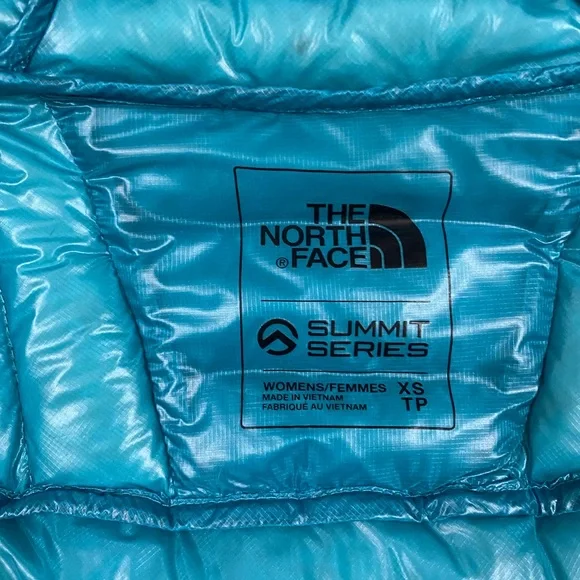 THE
NORTH
® FACE
SUMMIT
SERIES
WOMENS/FEMMES XS
MADE IN VIETNAM
FABRIQUÉ AU VIETNAM TP